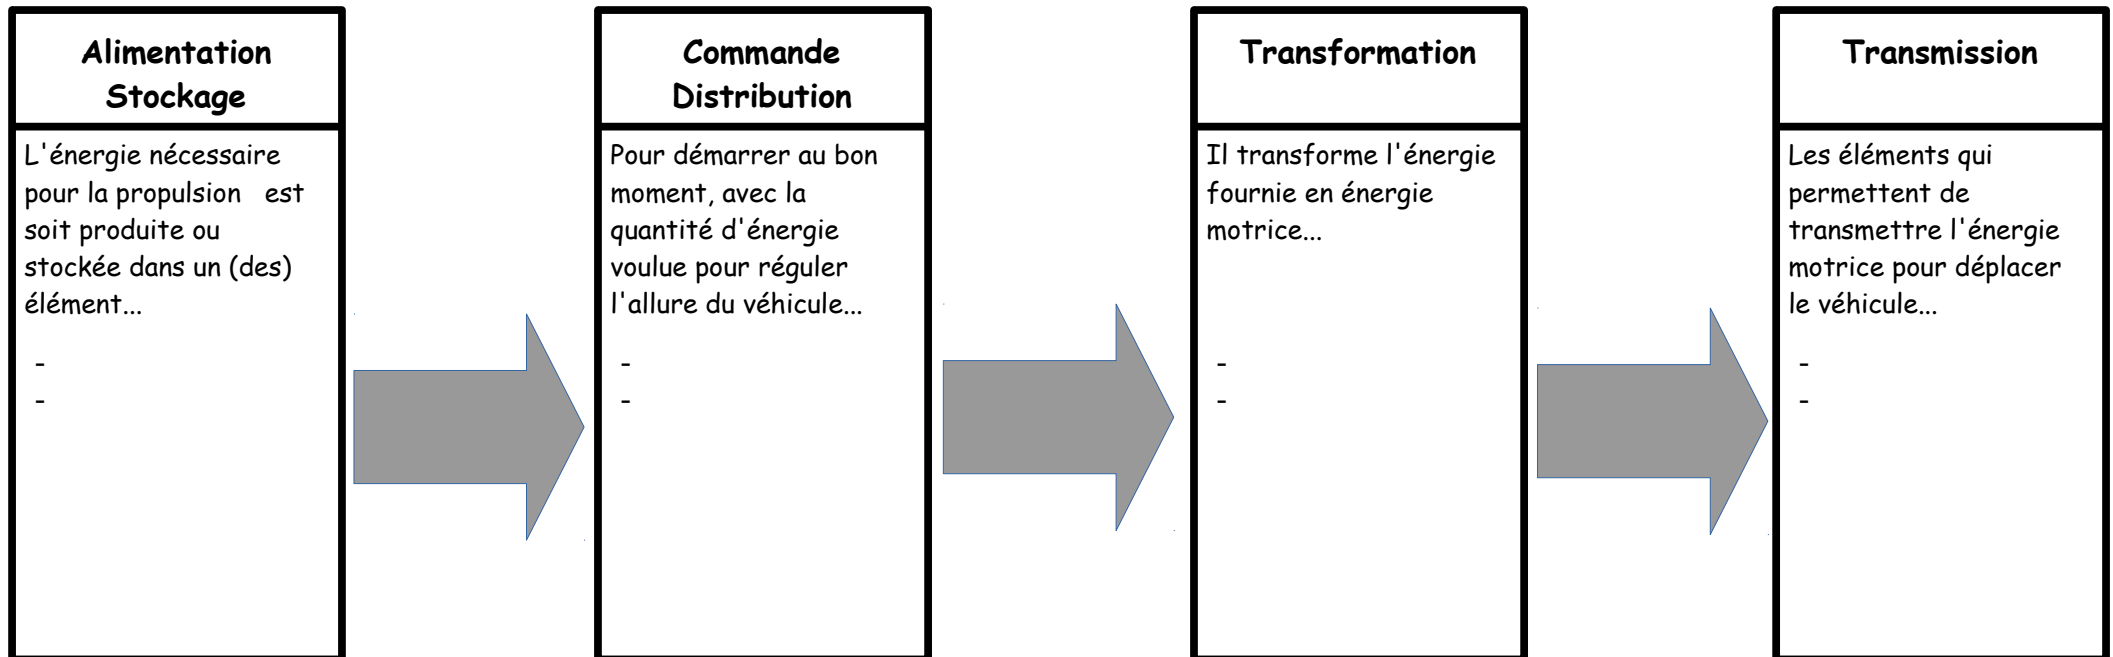 Alimentation
Stockage
L'énergie nécessaire
pour la propulsion   est
soit produite ou
stockée dans un (des)
élément...
-
-
Commande
Distribution
Pour démarrer au bon
moment, avec la
quantité d'énergie
voulue pour réguler
l'allure du véhicule...
-
-
Transformation
Il transforme l'énergie
fournie en énergie
motrice...
-
-
Transmission
Les éléments qui
permettent de
transmettre l'énergie
motrice pour déplacer
le véhicule...
-
-